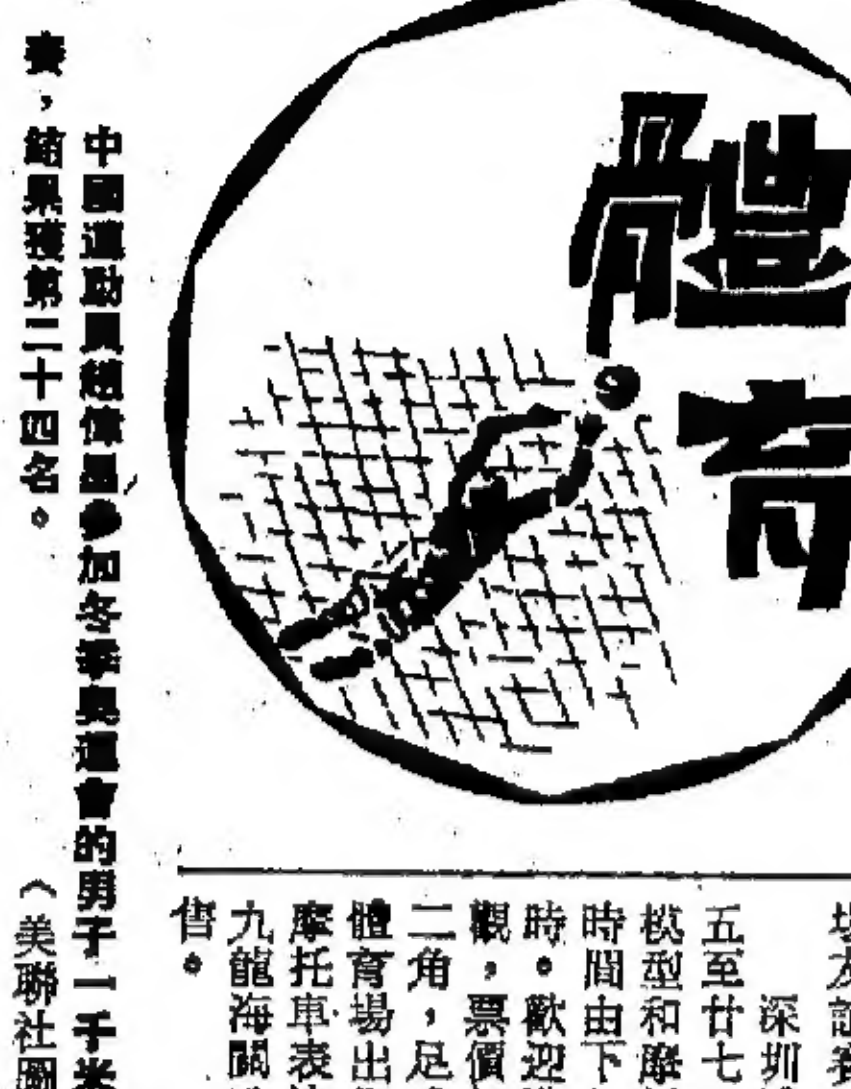 體育
場友
深圳
五至廿七
模型和摩
時間由下
時。歡迎
觀，票價
二角，足
體育場出
摩托車表
九龍海關
售。
中國運動員趙偉昌參加冬季奧運會的男子一千米
賽，結果獲第三十四名。
《美聯社圖